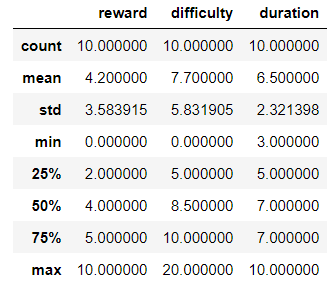 reward difficulty duration
count 10.000000 10.000000 10.000000
mean 4.200000 7.700000 6.500000
std 3.583915 5.831905 2.321398
min 0.000000 0.000000 3.000000
25% 2.000000 5.000000 5.000000
50% 4.000000 8.500000 7.000000
75% 5.000000 10.000000 7.000000
max 10.000000 20.000000 10.000000